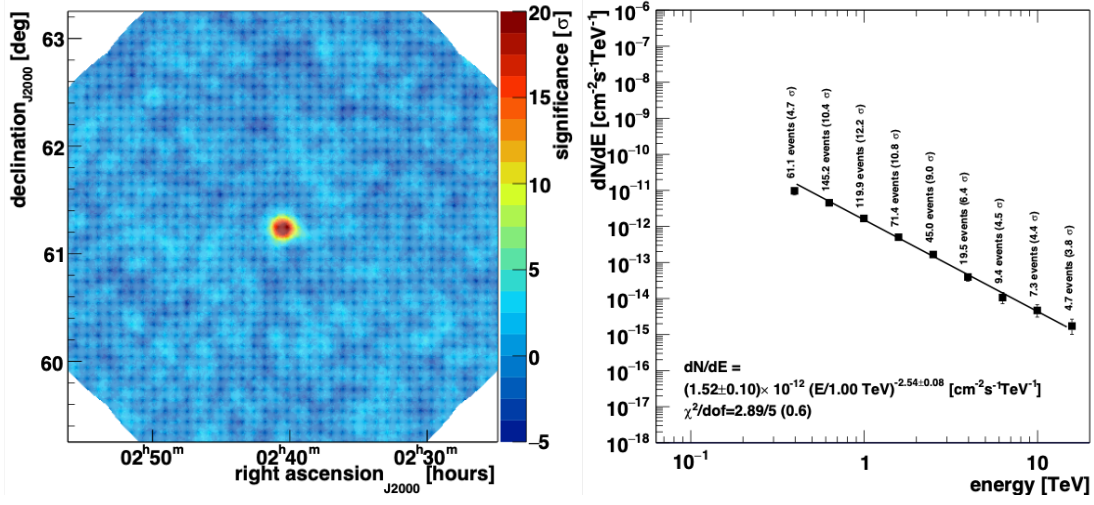 declination_J2000 [deg]
63
62
61
60
02ʰ50ᵐ
02ʰ40ᵐ
02ʰ30ᵐ
right ascension_J2000 [hours]
20
15
10
5
0
−5
significance [σ]
dN/dE [cm⁻²s⁻¹TeV⁻¹]
10⁻⁶
10⁻⁷
10⁻⁸
10⁻⁹
10⁻¹⁰
10⁻¹¹
10⁻¹²
10⁻¹³
10⁻¹⁴
10⁻¹⁵
10⁻¹⁶
10⁻¹⁷
10⁻¹⁸
61.1 events (4.7 σ)
145.2 events (10.4 σ)
119.9 events (12.2 σ)
71.4 events (10.8 σ)
45.0 events (9.0 σ)
19.5 events (6.4 σ)
9.4 events (4.5 σ)
7.3 events (4.4 σ)
4.7 events (3.8 σ)
dN/dE =
(1.52±0.10)× 10⁻¹² (E/1.00 TeV)⁻²·⁵⁴±⁰·⁰⁸ [cm⁻²s⁻¹TeV⁻¹]
χ²/dof=2.89/5 (0.6)
10⁻¹
1
10
energy [TeV]